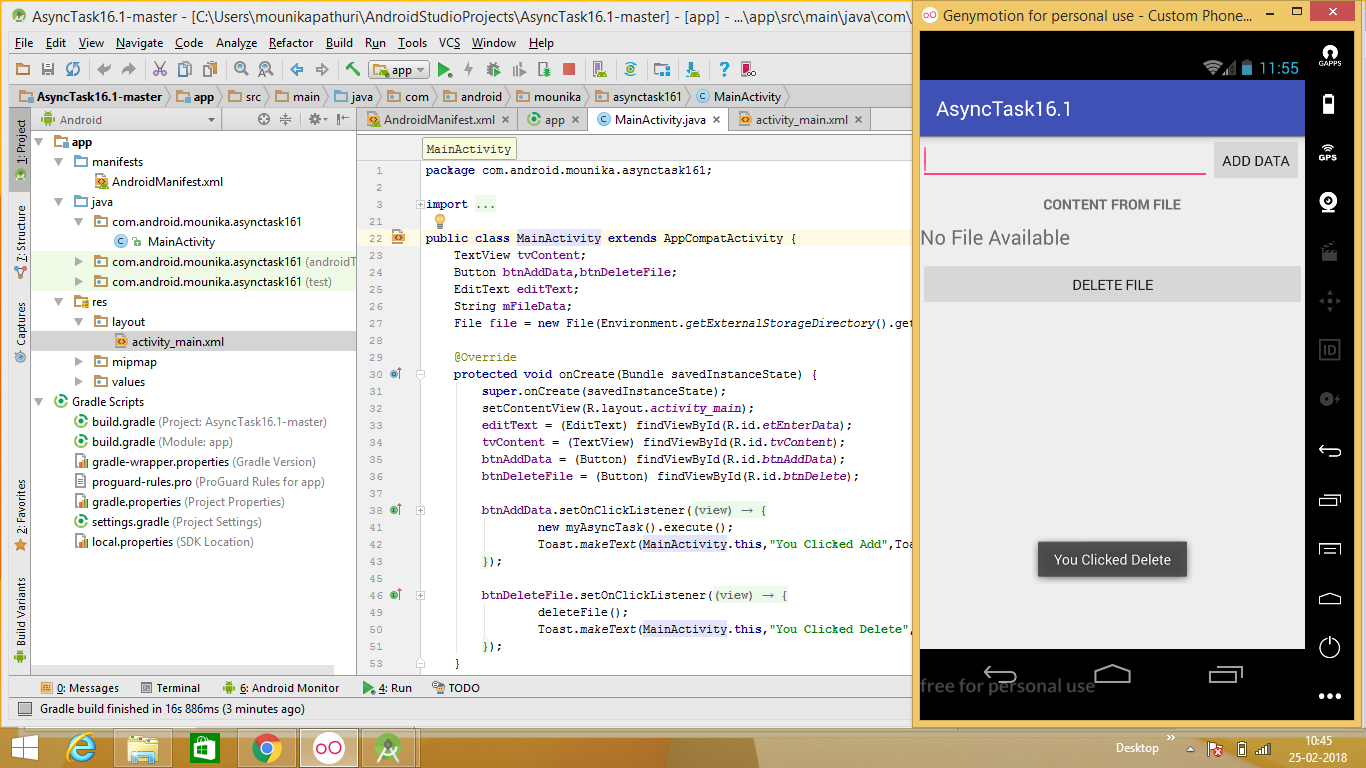 AsyncTask16.1-master - [C:\Users\mounikapathuri\AndroidStudioProjects\AsyncTask16.1-master] - [app] - ...\app\src\main\java\com\
File Edit View Navigate Code Analyze Refactor Build Run Tools VCS Window Help
app
AsyncTask16.1-master app src main java com android mounika asynctask161 MainActivity
Android
AndroidManifest.xml app MainActivity.java activity_main.xml
1: Project
7: Structure
Captures
2: Favorites
Build Variants
app
manifests
AndroidManifest.xml
java
com.android.mounika.asynctask161
MainActivity
com.android.mounika.asynctask161 (androidT
com.android.mounika.asynctask161 (test)
res
layout
activity_main.xml
mipmap
values
Gradle Scripts
build.gradle (Project: AsyncTask16.1-master)
build.gradle (Module: app)
gradle-wrapper.properties (Gradle Version)
proguard-rules.pro (ProGuard Rules for app)
gradle.properties (Project Properties)
settings.gradle (Project Settings)
local.properties (SDK Location)
MainActivity
1 package com.android.mounika.asynctask161;
2
3 import ...
21
22 public class MainActivity extends AppCompatActivity {
23 TextView tvContent;
24 Button btnAddData,btnDeleteFile;
25 EditText editText;
26 String mFileData;
27 File file = new File(Environment.getExternalStorageDirectory().get
28
29 @Override
30 protected void onCreate(Bundle savedInstanceState) {
31 super.onCreate(savedInstanceState);
32 setContentView(R.layout.activity_main);
33 editText = (EditText) findViewById(R.id.etEnterData);
34 tvContent = (TextView) findViewById(R.id.tvContent);
35 btnAddData = (Button) findViewById(R.id.btnAddData);
36 btnDeleteFile = (Button) findViewById(R.id.btnDelete);
37
38 btnAddData.setOnClickListener((view) → {
41 new myAsyncTask().execute();
42 Toast.makeText(MainActivity.this,"You Clicked Add",Toa
43 });
45
46 btnDeleteFile.setOnClickListener((view) → {
49 deleteFile();
50 Toast.makeText(MainActivity.this,"You Clicked Delete",
51 });
53 }
0: Messages Terminal 6: Android Monitor 4: Run TODO
Gradle build finished in 16s 886ms (3 minutes ago)
Genymotion for personal use - Custom Phone...
11:55
AsyncTask16.1
ADD DATA
CONTENT FROM FILE
No File Available
DELETE FILE
You Clicked Delete
free for personal use
GAPPS
GPS
ID
Desktop
10:45
25-02-2018